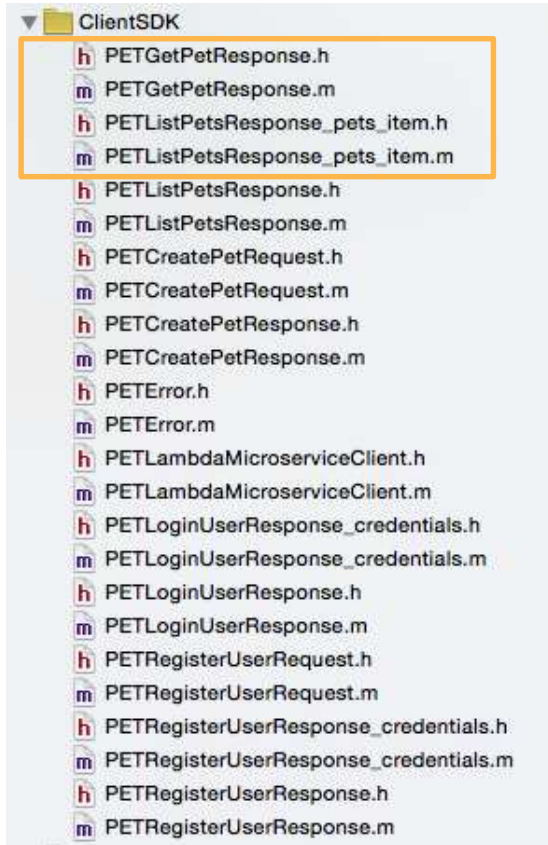 ClientSDK
h PETGetPetResponse.h
m PETGetPetResponse.m
h PETListPetsResponse_pets_item.h
m PETListPetsResponse_pets_item.m
h PETListPetsResponse.h
m PETListPetsResponse.m
h PETCreatePetRequest.h
m PETCreatePetRequest.m
h PETCreatePetResponse.h
m PETCreatePetResponse.m
h PETError.h
m PETError.m
h PETLambdaMicroserviceClient.h
m PETLambdaMicroserviceClient.m
h PETLoginUserResponse_credentials.h
m PETLoginUserResponse_credentials.m
h PETLoginUserResponse.h
m PETLoginUserResponse.m
h PETRegisterUserRequest.h
m PETRegisterUserRequest.m
h PETRegisterUserResponse_credentials.h
m PETRegisterUserResponse_credentials.m
h PETRegisterUserResponse.h
m PETRegisterUserResponse.m